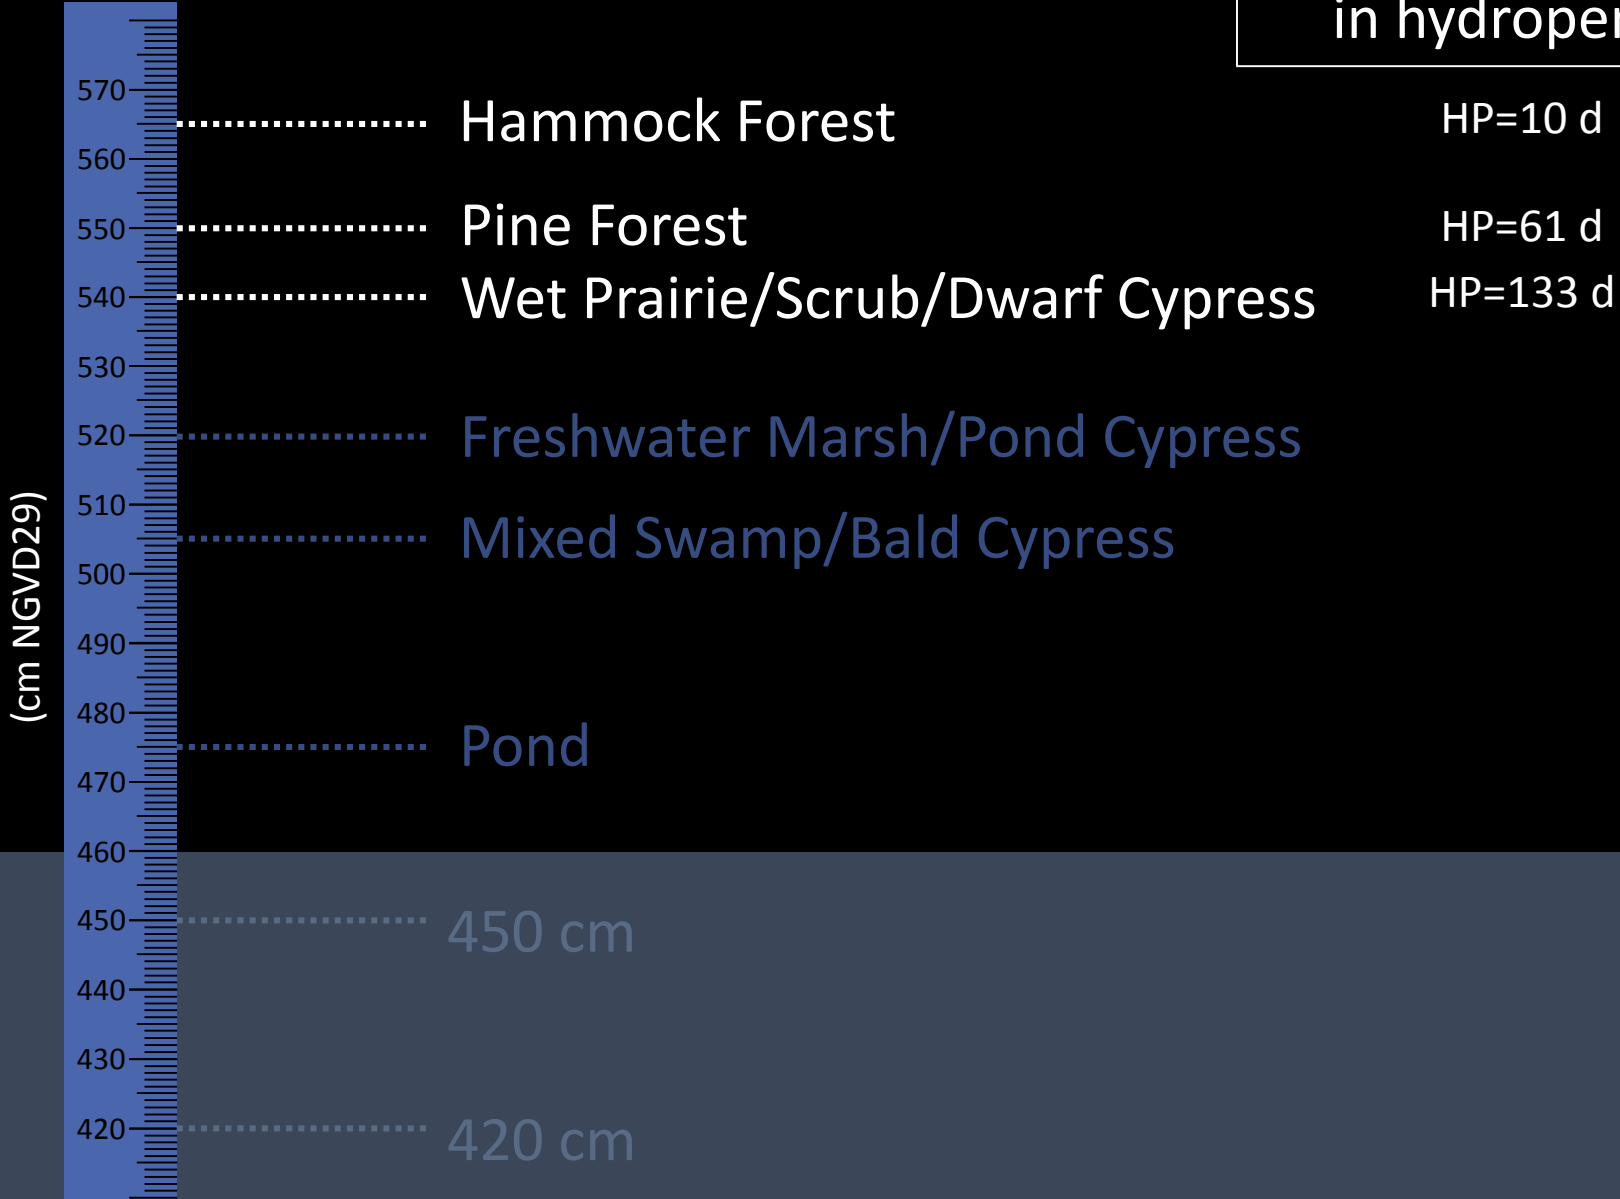 in hydroper
570
Hammock Forest
HP=10 d
560
550
Pine Forest
HP=61 d
540
Wet Prairie/Scrub/Dwarf Cypress
HP=133 d
530
520
Freshwater Marsh/Pond Cypress
510
Mixed Swamp/Bald Cypress
500
(cm NGVD29)
490
480
Pond
470
460
450
450 cm
440
430
420
420 cm